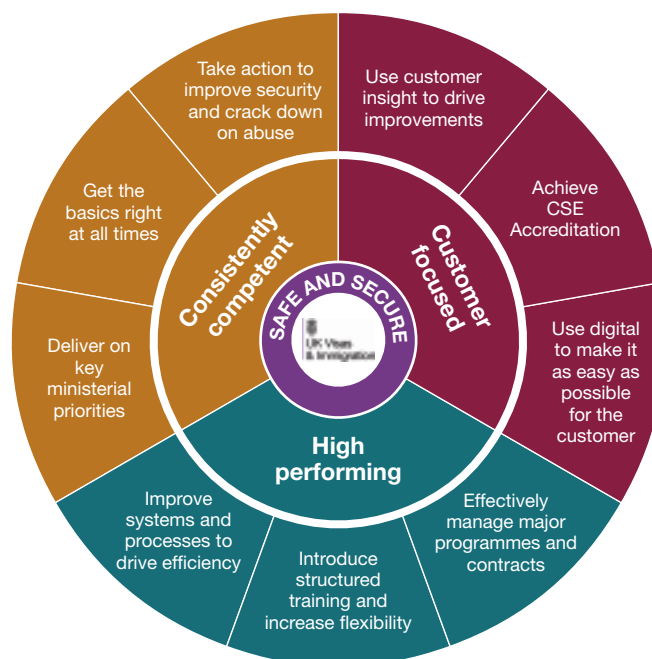 Take action to
improve security
and crack down
on abuse
Use customer
insight to drive
improvements
Get the
basics right
at all times
Achieve
CSE
Accreditation
Consistently
competent
Customer
focused
SAFE AND SECURE
UK Visas
& Immigration
Deliver on
key
ministerial
priorities
Use digital
to make it
as easy as
possible
for the
customer
High
performing
Improve
systems and
processes to
drive efficiency
Introduce
structured
training and
increase flexibility
Effectively
manage major
programmes and
contracts